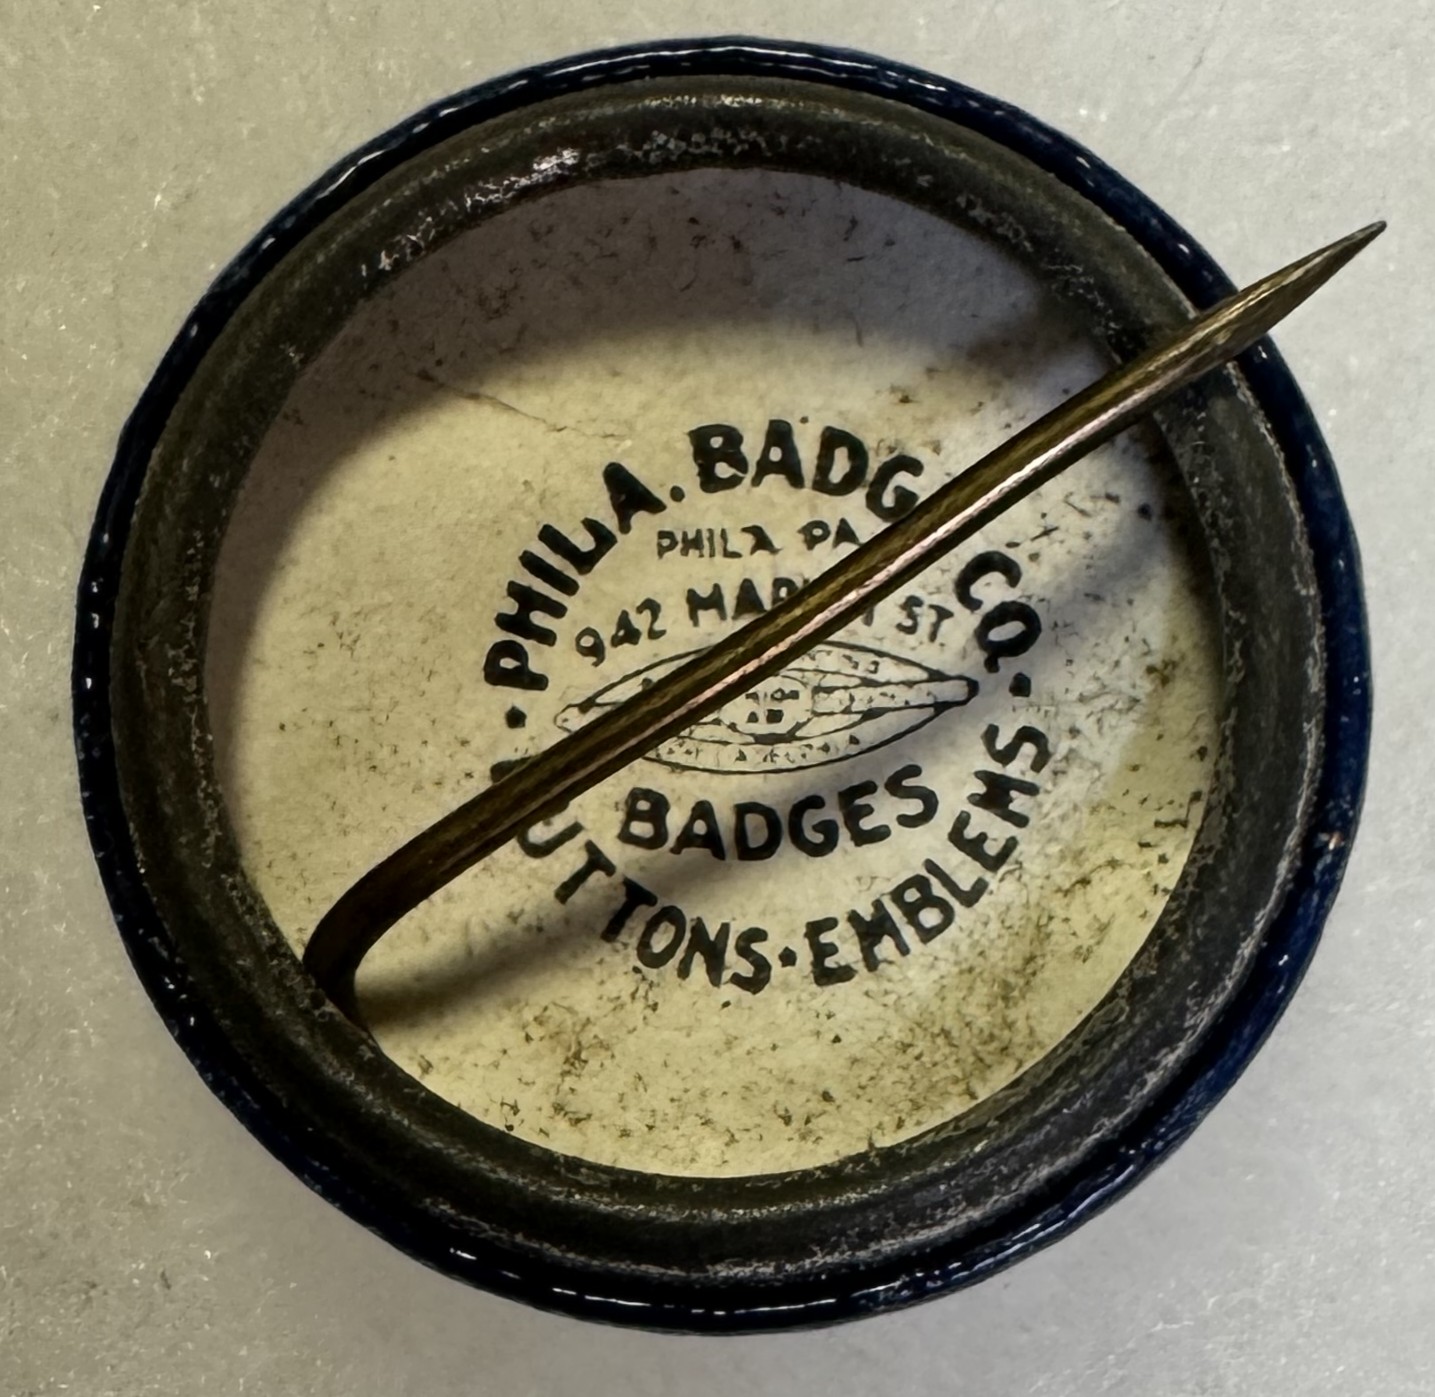 · PHILA. BADG CO. ·
PHILA PA
942 MAR ST.
BADGES
UTTONS · EMBLEMS